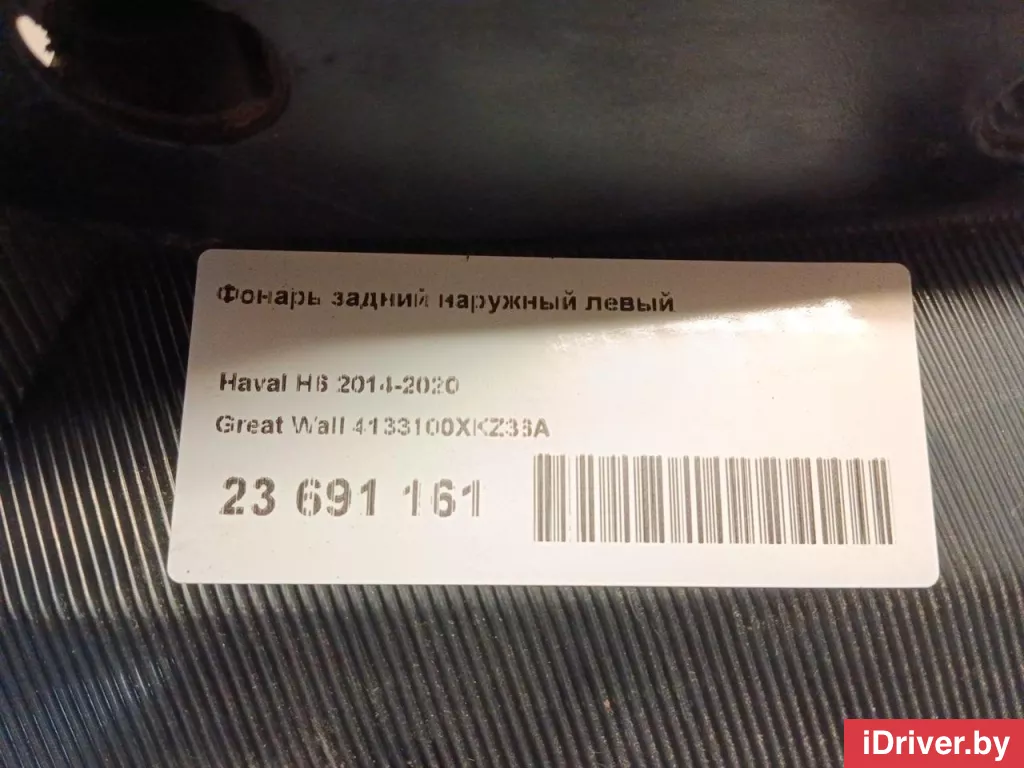 Фонарь задний наружный левый
Haval H6 2014-2020
Great Wall 4133100XKZ36A
23 691 161
iDriver.by